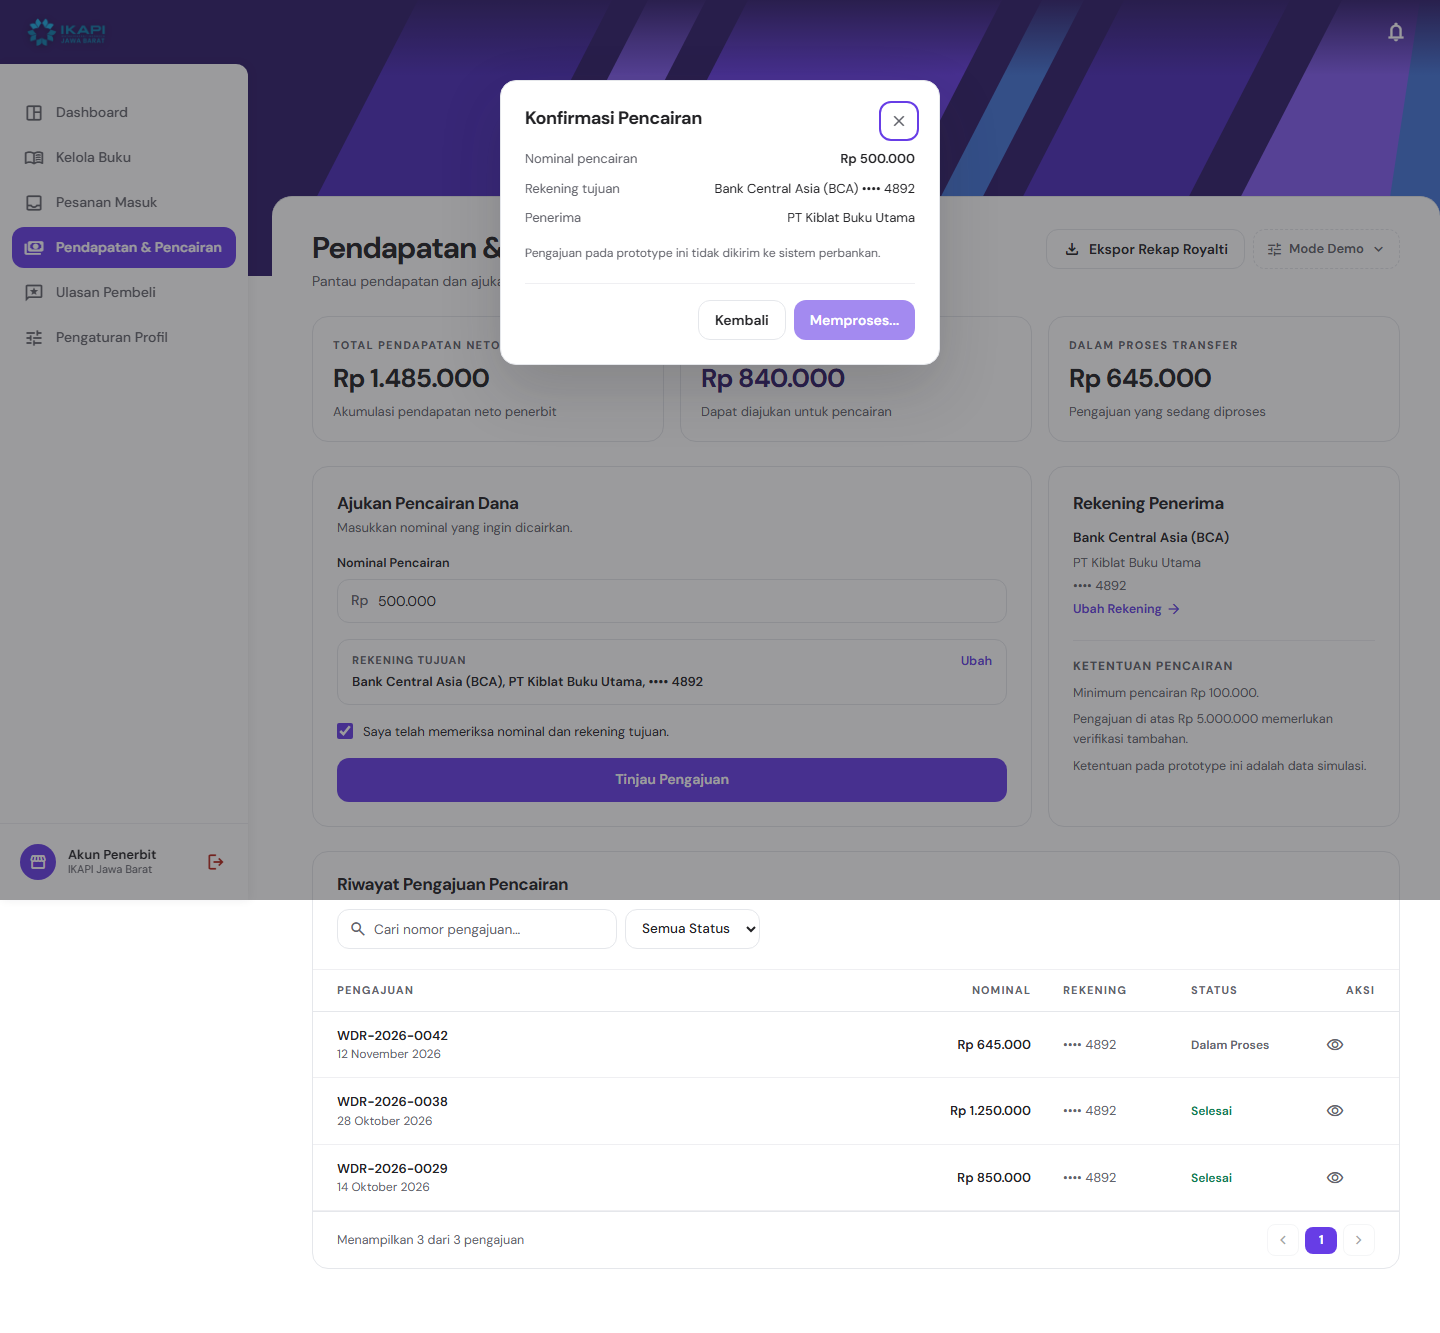 IKAPI
JAWA BARAT
Dashboard
Kelola Buku
Pesanan Masuk
Pendapatan & Pencairan
Ulasan Pembeli
Pengaturan Profil
Akun Penerbit
IKAPI Jawa Barat
Konfirmasi Pencairan
Nominal pencairan Rp 500.000
Rekening tujuan Bank Central Asia (BCA) •••• 4892
Penerima PT Kiblat Buku Utama
Pengajuan pada prototype ini tidak dikirim ke sistem perbankan.
Kembali Memproses...
Pendapatan &
Pantau pendapatan dan ajuka
Ekspor Rekap Royalti Mode Demo
TOTAL PENDAPATAN NETO
Rp 1.485.000
Akumulasi pendapatan neto penerbit
Rp 840.000
Dapat diajukan untuk pencairan
DALAM PROSES TRANSFER
Rp 645.000
Pengajuan yang sedang diproses
Ajukan Pencairan Dana
Masukkan nominal yang ingin dicairkan.
Nominal Pencairan
Rp 500.000
REKENING TUJUAN Ubah
Bank Central Asia (BCA), PT Kiblat Buku Utama, •••• 4892
Saya telah memeriksa nominal dan rekening tujuan.
Tinjau Pengajuan
Rekening Penerima
Bank Central Asia (BCA)
PT Kiblat Buku Utama
•••• 4892
Ubah Rekening →
KETENTUAN PENCAIRAN
Minimum pencairan Rp 100.000.
Pengajuan di atas Rp 5.000.000 memerlukan
verifikasi tambahan.
Ketentuan pada prototype ini adalah data simulasi.
Riwayat Pengajuan Pencairan
Cari nomor pengajuan... Semua Status
PENGAJUAN NOMINAL REKENING STATUS AKSI
WDR-2026-0042
12 November 2026
Rp 645.000 •••• 4892 Dalam Proses
WDR-2026-0038
28 Oktober 2026
Rp 1.250.000 •••• 4892 Selesai
WDR-2026-0029
14 Oktober 2026
Rp 850.000 •••• 4892 Selesai
Menampilkan 3 dari 3 pengajuan
1